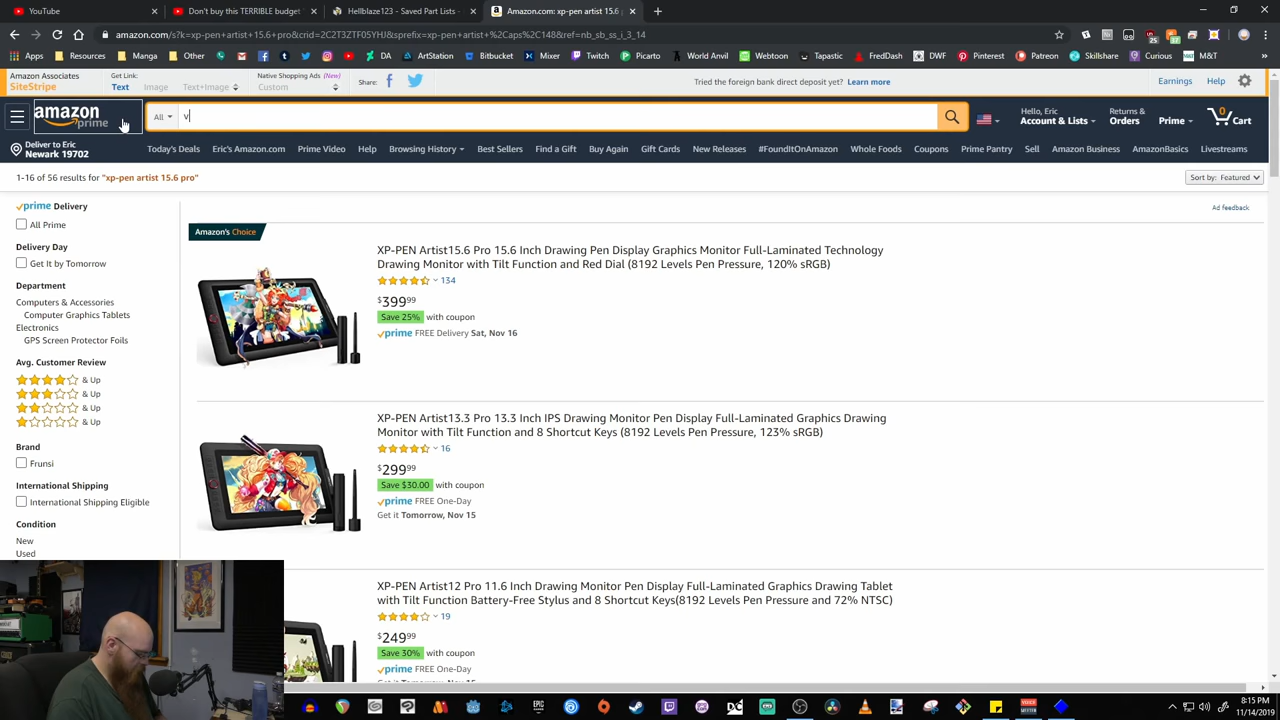 YouTube
Don't buy this TERRIBLE budget
Hellblaze123 - Saved Part Lists -
Amazon.com: xp-pen artist 15.6 p
amazon.com/s?k=xp-pen+artist+15.6+pro&crid=2C2T3ZTF05YHJ&sprefix=xp-pen+artist+%2Caps%2C148&ref=nb_sb_ss_i_3_14
Apps Resources Manga Other DA ArtStation Bitbucket Mixer Twitch Picarto World Anvil Webtoon Tapastic FredDash DWF Pinterest Patreon Skillshare Curious M&T
Amazon Associates
SiteStripe
Get Link:
Text Image Text+Image
Native Shopping Ads (New)
Custom
Share:
Tried the foreign bank direct deposit yet? Learn more
Earnings Help
amazon
prime
All
v
Hello, Eric
Account & Lists
Returns &
Orders
Prime
0
Cart
Deliver to Eric
Newark 19702
Today's Deals Eric's Amazon.com Prime Video Help Browsing History Best Sellers Find a Gift Buy Again Gift Cards New Releases #FoundItOnAmazon Whole Foods Coupons Prime Pantry Sell Amazon Business AmazonBasics Livestreams
1-16 of 56 results for "xp-pen artist 15.6 pro"
Sort by: Featured
Ad feedback
prime Delivery
All Prime
Delivery Day
Get It by Tomorrow
Department
Computers & Accessories
Computer Graphics Tablets
Electronics
GPS Screen Protector Foils
Avg. Customer Review
& Up
& Up
& Up
& Up
Brand
Frunsi
International Shipping
International Shipping Eligible
Condition
New
Used
Amazon's Choice
XP-PEN Artist15.6 Pro 15.6 Inch Drawing Pen Display Graphics Monitor Full-Laminated Technology
Drawing Monitor with Tilt Function and Red Dial (8192 Levels Pen Pressure, 120% sRGB)
134
$399.99
Save 25% with coupon
prime FREE Delivery Sat, Nov 16
XP-PEN Artist13.3 Pro 13.3 Inch IPS Drawing Monitor Pen Display Full-Laminated Graphics Drawing
Monitor with Tilt Function and 8 Shortcut Keys (8192 Levels Pen Pressure, 123% sRGB)
16
$299.99
Save $30.00 with coupon
prime FREE One-Day
Get it Tomorrow, Nov 15
XP-PEN Artist12 Pro 11.6 Inch Drawing Monitor Pen Display Full-Laminated Graphics Drawing Tablet
with Tilt Function Battery-Free Stylus and 8 Shortcut Keys(8192 Levels Pen Pressure and 72% NTSC)
19
$249.99
Save 30% with coupon
prime FREE One-Day
8:15 PM
11/14/2019